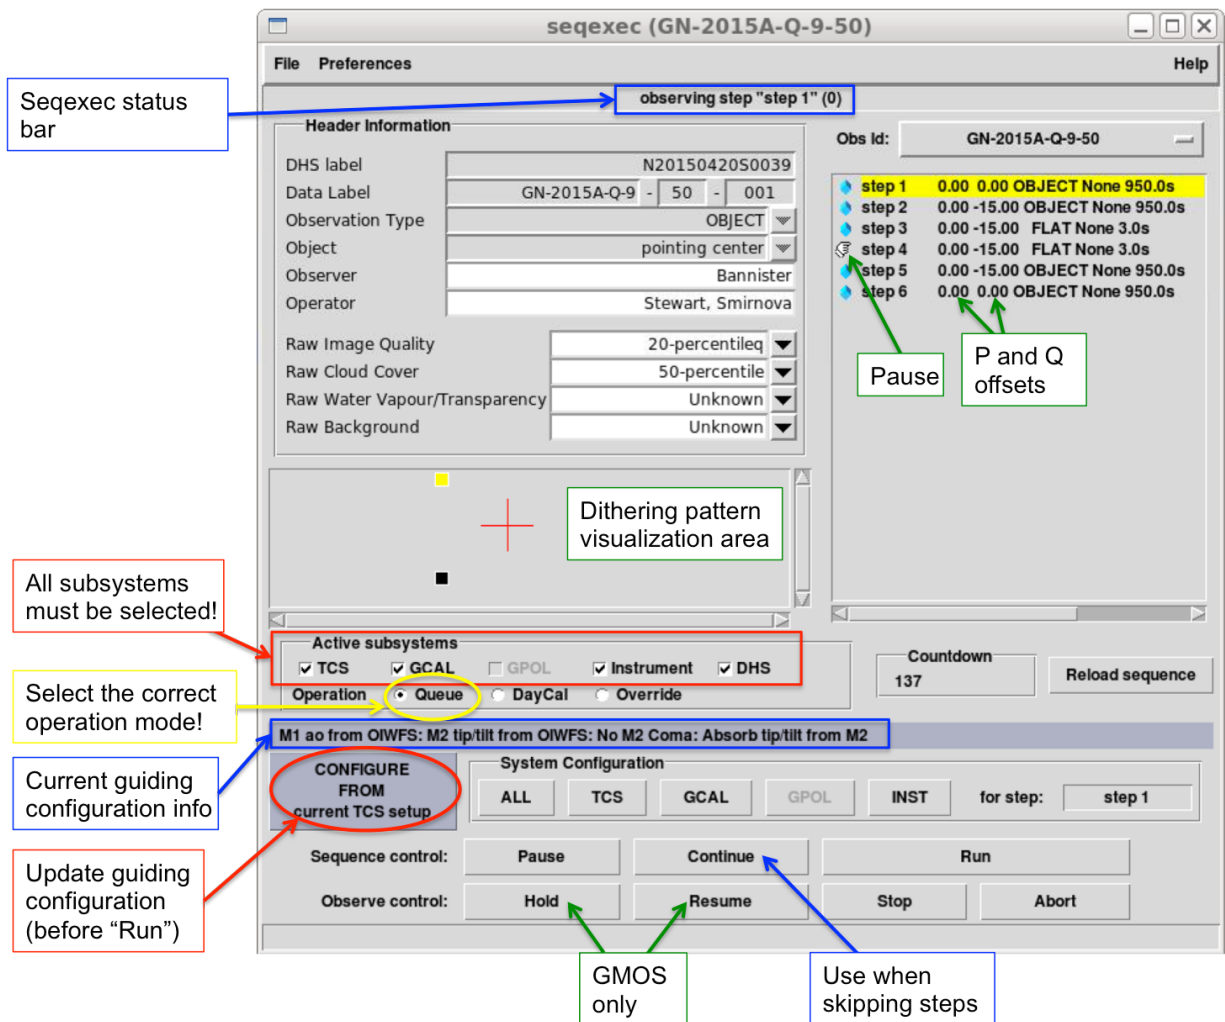 seqexec (GN-2015A-Q-9-50)
File Preferences Help
Seqexec status
bar
observing step "step 1" (0)
Header Information
DHS label N20150420S0039
Data Label GN-2015A-Q-9 - 50 - 001
Observation Type OBJECT
Object pointing center
Observer Bannister
Operator Stewart, Smirnova
Raw Image Quality 20-percentileq
Raw Cloud Cover 50-percentile
Raw Water Vapour/Transparency Unknown
Raw Background Unknown
Obs Id: GN-2015A-Q-9-50
step 1 0.00 0.00 OBJECT None 950.0s
step 2 0.00 -15.00 OBJECT None 950.0s
step 3 0.00 -15.00 FLAT None 3.0s
step 4 0.00 -15.00 FLAT None 3.0s
step 5 0.00 -15.00 OBJECT None 950.0s
step 6 0.00 0.00 OBJECT None 950.0s
Pause
P and Q
offsets
Dithering pattern
visualization area
All subsystems
must be selected!
Active subsystems
TCS GCAL GPOL Instrument DHS
Operation Queue DayCal Override
Countdown
137
Reload sequence
Select the correct
operation mode!
M1 ao from OIWFS: M2 tip/tilt from OIWFS: No M2 Coma: Absorb tip/tilt from M2
Current guiding
configuration info
CONFIGURE
FROM
current TCS setup
System Configuration
ALL TCS GCAL GPOL INST for step: step 1
Update guiding
configuration
(before “Run”)
Sequence control: Pause Continue Run
Observe control: Hold Resume Stop Abort
GMOS
only
Use when
skipping steps